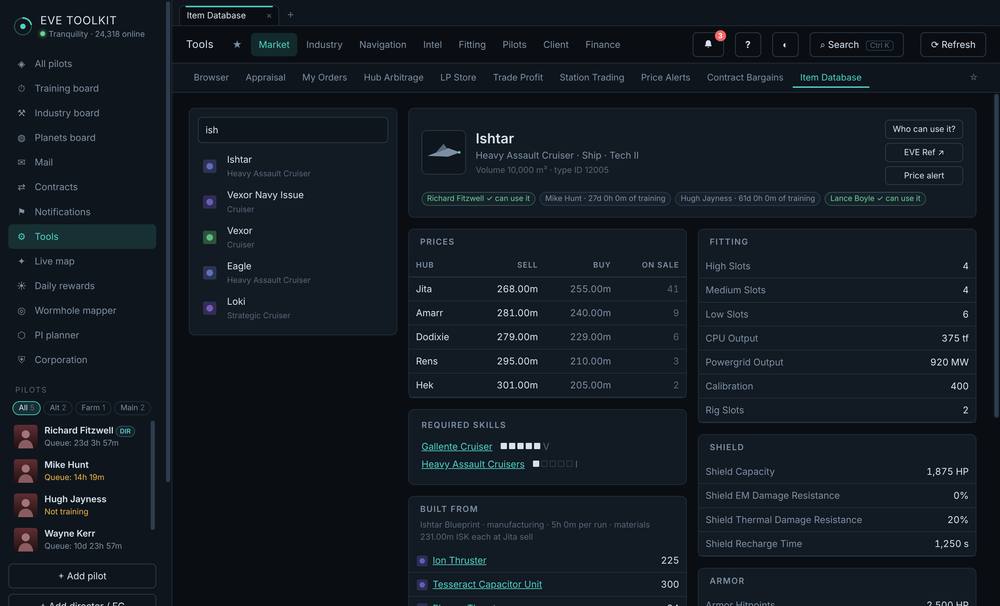 EVE TOOLKIT
Tranquility · 24,318 online
All pilots
Training board
Industry board
Planets board
Mail
Contracts
Notifications
Tools
Live map
Daily rewards
Wormhole mapper
PI planner
Corporation
PILOTS
All 5 Alt 2 Farm 1 Main 2
Richard Fitzwell DIR
Queue: 23d 3h 57m
Mike Hunt
Queue: 14h 19m
Hugh Jayness
Not training
Wayne Kerr
Queue: 10d 23h 57m
+ Add pilot
+ Add director / FC
Item Database × +
Tools ★ Market Industry Navigation Intel Fitting Pilots Client Finance 3 ? Search Ctrl K ⟳ Refresh
Browser Appraisal My Orders Hub Arbitrage LP Store Trade Profit Station Trading Price Alerts Contract Bargains Item Database ☆
ish
Ishtar
Heavy Assault Cruiser
Vexor Navy Issue
Cruiser
Vexor
Cruiser
Eagle
Heavy Assault Cruiser
Loki
Strategic Cruiser
Ishtar
Heavy Assault Cruiser · Ship · Tech II
Volume 10,000 m³ · type ID 12005
Who can use it?
EVE Ref ↗
Price alert
Richard Fitzwell ✓ can use it Mike Hunt · 27d 0h 0m of training Hugh Jayness · 61d 0h 0m of training Lance Boyle ✓ can use it
PRICES
HUB SELL BUY ON SALE
Jita 268.00m 255.00m 41
Amarr 281.00m 240.00m 9
Dodixie 279.00m 229.00m 6
Rens 295.00m 210.00m 3
Hek 301.00m 205.00m 2
REQUIRED SKILLS
Gallente Cruiser V
Heavy Assault Cruisers I
BUILT FROM
Ishtar Blueprint · manufacturing · 5h 0m per run · materials
231.00m ISK each at Jita sell
Ion Thruster 225
Tesseract Capacitor Unit 300
FITTING
High Slots 4
Medium Slots 4
Low Slots 6
CPU Output 375 tf
Powergrid Output 920 MW
Calibration 400
Rig Slots 2
SHIELD
Shield Capacity 1,875 HP
Shield EM Damage Resistance 0%
Shield Thermal Damage Resistance 20%
Shield Recharge Time 1,250 s
ARMOR
Armor Hitpoints 2,500 HP